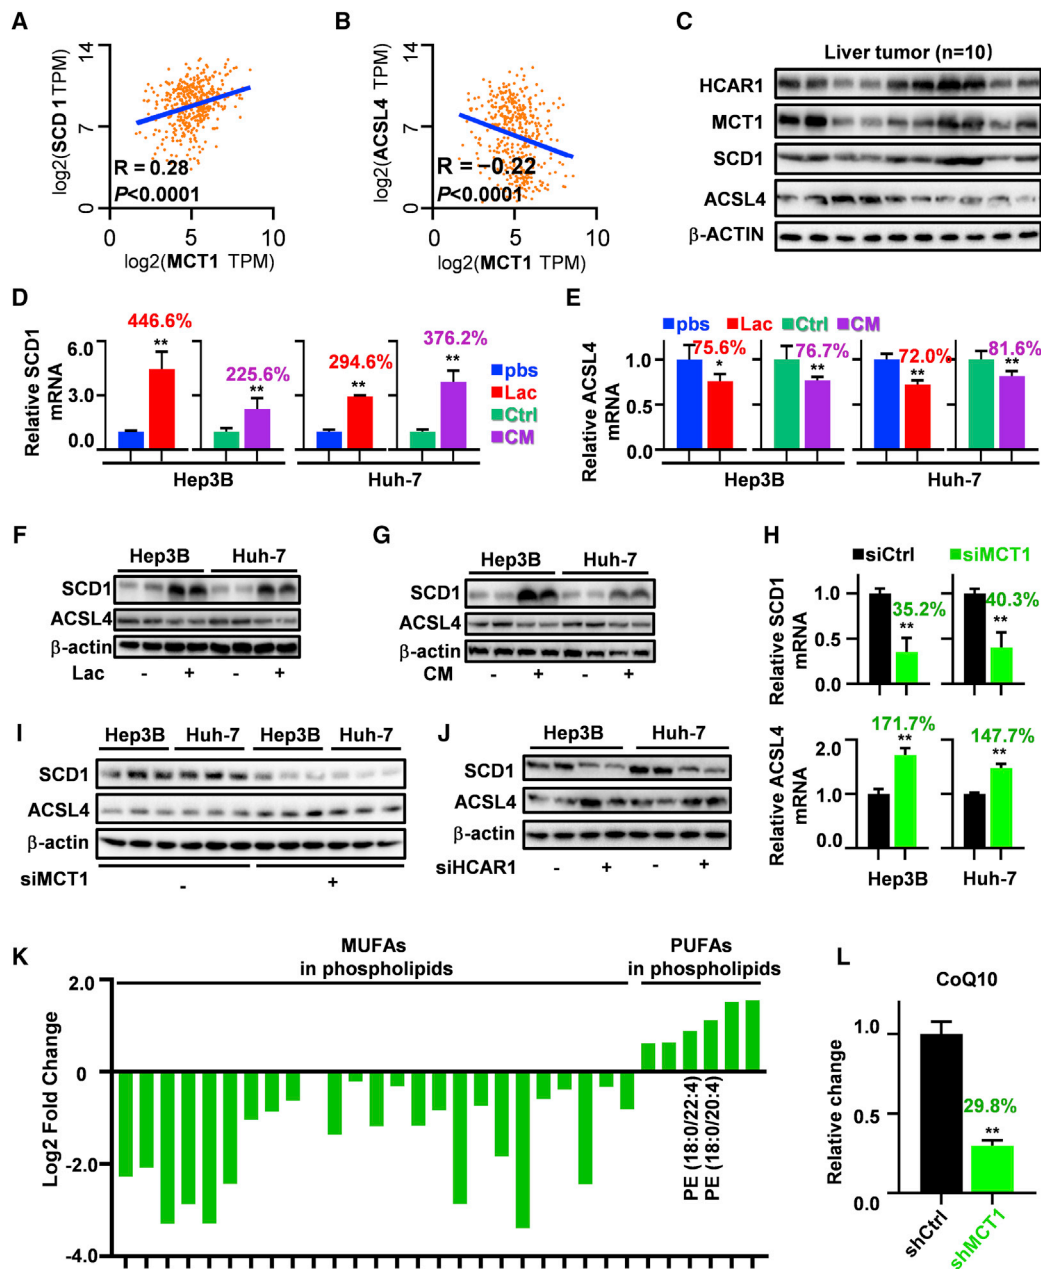 A
log2(SCD 1 TPM)
14
7
0
R = 0.28
P<0.0001
0 5 10
log2(MCT1 TPM)
B
log2(ACSL4 TPM)
14
7
0
R = −0.22
P<0.0001
0 5 10
log2(MCT1 TPM)
C
Liver tumor (n=10)
HCAR1
MCT1
SCD1
ACSL4
β-ACTIN
D
Relative SCD1
mRNA
6.0
3.0
0.0
446.6%
**
225.6%
**
294.6%
**
376.2%
**
pbs
Lac
Ctrl
CM
Hep3B
Huh-7
E
pbs Lac Ctrl CM
Relative ACSL4
mRNA
1.0
0.5
0.0
75.6%
*
76.7%
**
72.0%
**
81.6%
**
Hep3B
Huh-7
F
Hep3B Huh-7
SCD1
ACSL4
β-actin
Lac - + - +
G
Hep3B Huh-7
SCD1
ACSL4
β-actin
CM - + - +
H
siCtrl siMCT1
Relative SCD1
mRNA
1.0
0.5
0.0
35.2%
**
40.3%
**
Relative ACSL4
mRNA
2.0
1.0
0.0
171.7%
**
147.7%
**
Hep3B Huh-7
I
Hep3B Huh-7 Hep3B Huh-7
SCD1
ACSL4
β-actin
siMCT1 - +
J
Hep3B Huh-7
SCD1
ACSL4
β-actin
siHCAR1 - + - +
K
MUFAs
in phospholipids
PUFAs
in phospholipids
Log2 Fold Change
2.0
0
-2.0
-4.0
PE (18:0/22:4)
PE (18:0/20:4)
L
CoQ10
Relative change
1.0
0.5
0.0
29.8%
**
shCtrl
shMCT1